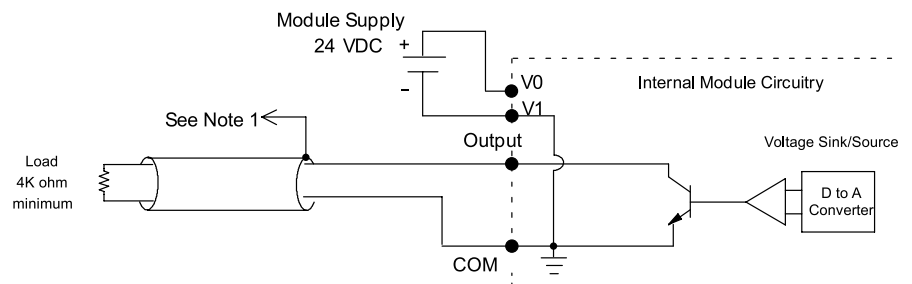 Module Supply
24 VDC
+
−
V0
V1
Internal Module Circuitry
See Note 1
Output
Voltage Sink/Source
Load
4K ohm
minimum
D to A
Converter
COM